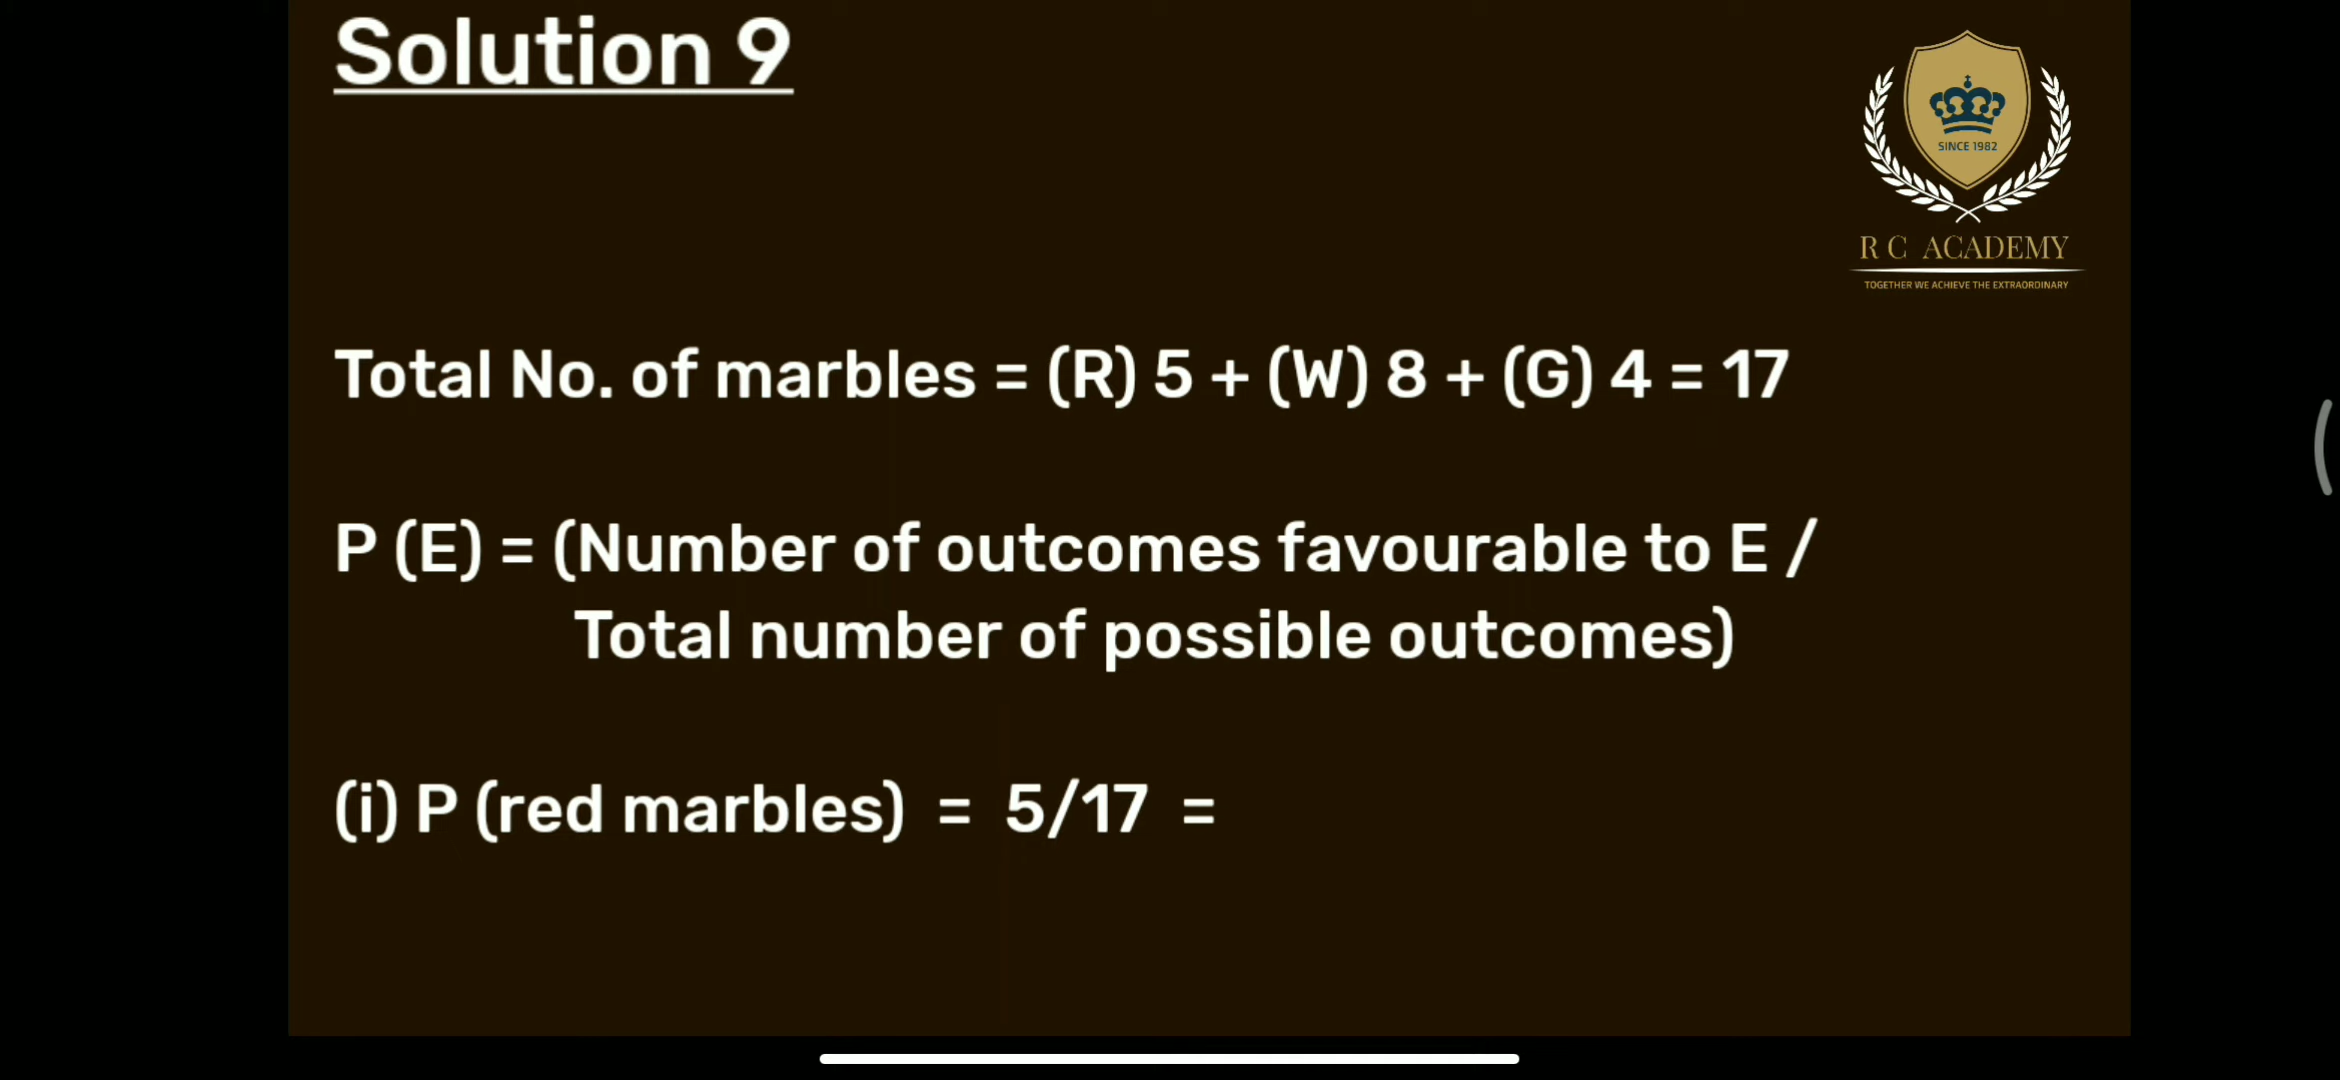 Solution 9
SINCE 1982
R C ACADEMY
TOGETHER WE ACHIEVE THE EXTRAORDINARY
Total No. of marbles = (R) 5 + (W) 8 + (G) 4 = 17
P (E) = (Number of outcomes favourable to E /
Total number of possible outcomes)
(i) P (red marbles) = 5/17 =